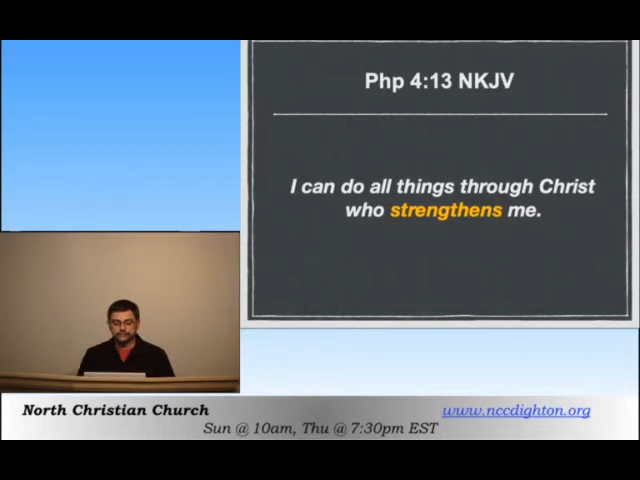 Php 4:13 NKJV
I can do all things through Christ
who strengthens me.
North Christian Church
www.nccdighton.org
Sun @ 10am, Thu @ 7:30pm EST